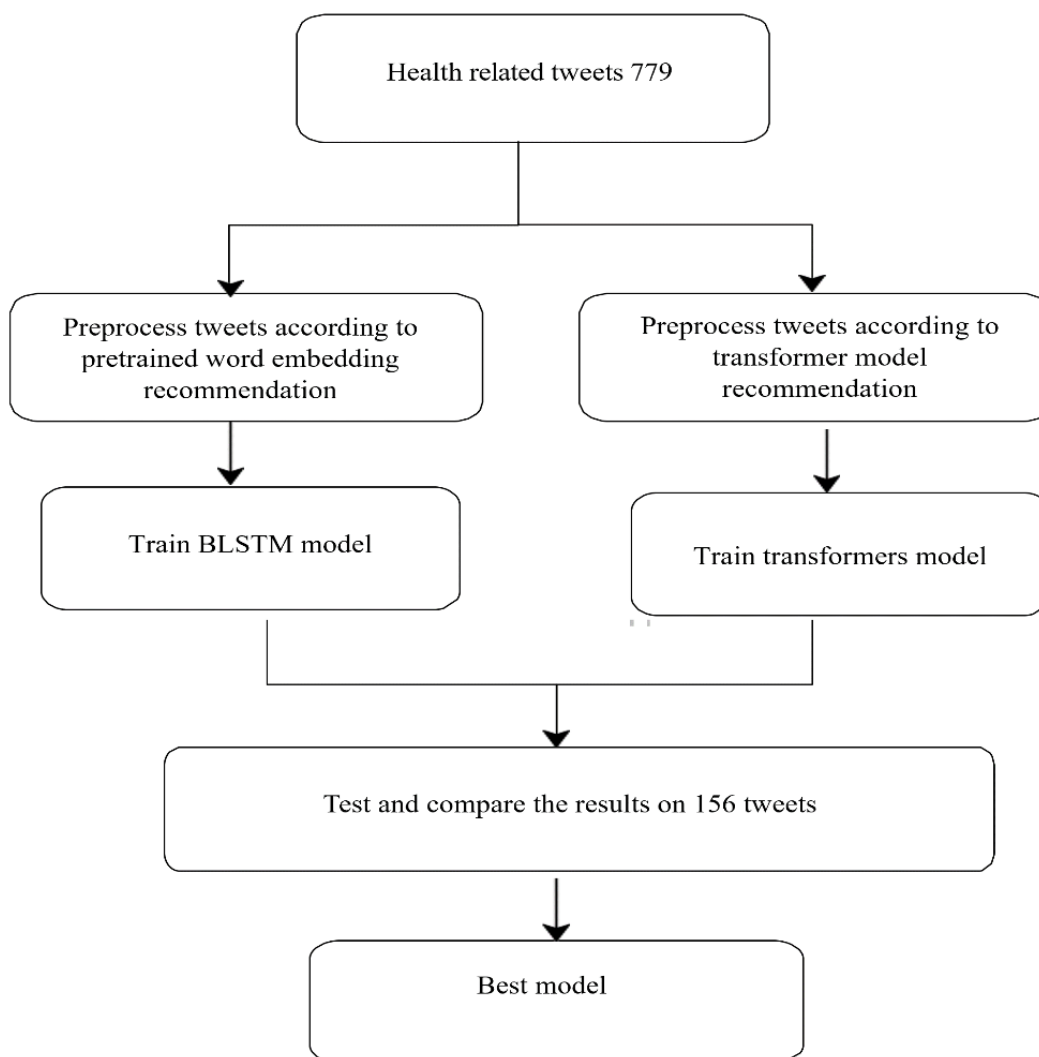 Health related tweets 779
Preprocess tweets according to
pretrained word embedding
recommendation
Preprocess tweets according to
transformer model
recommendation
Train BLSTM model
Train transformers model
Test and compare the results on 156 tweets
Best model